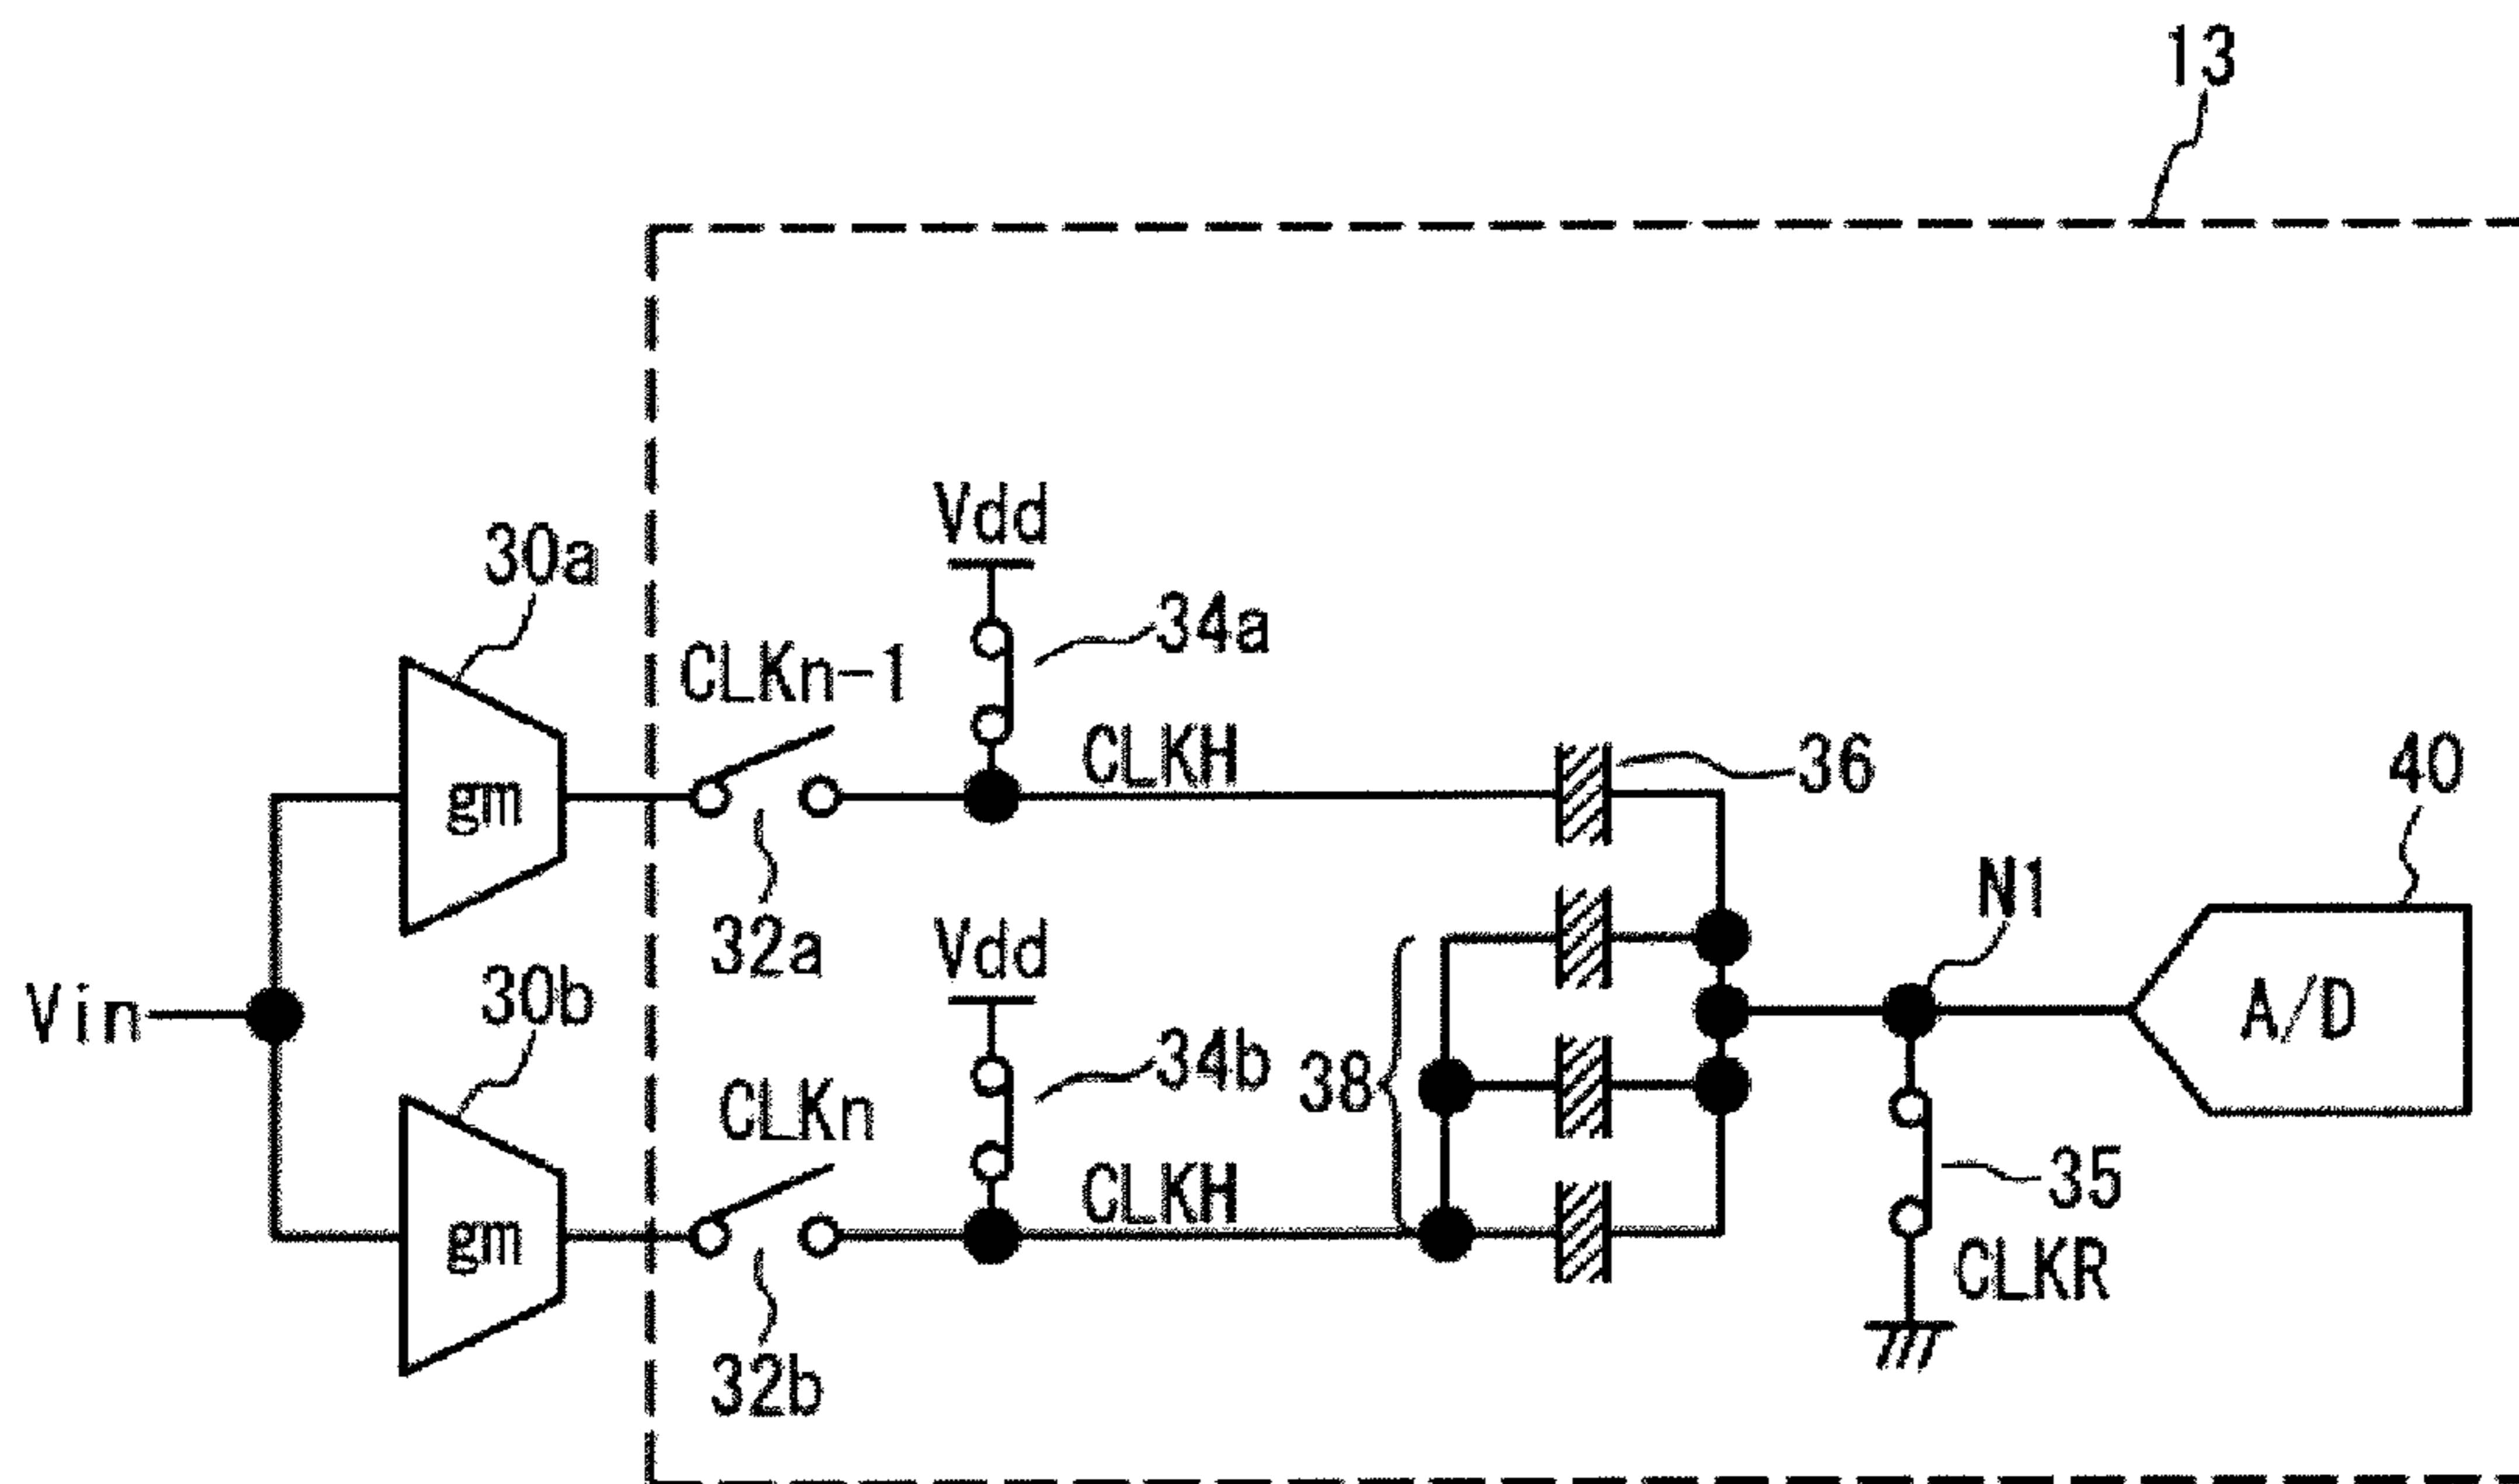 13
Vdd
30a
34a
CLKn-1
gm
CLKH
36
40
32a
Vdd
N1
Vin
30b
A/D
34b
38
CLKn
35
gm
CLKH
CLKR
32b